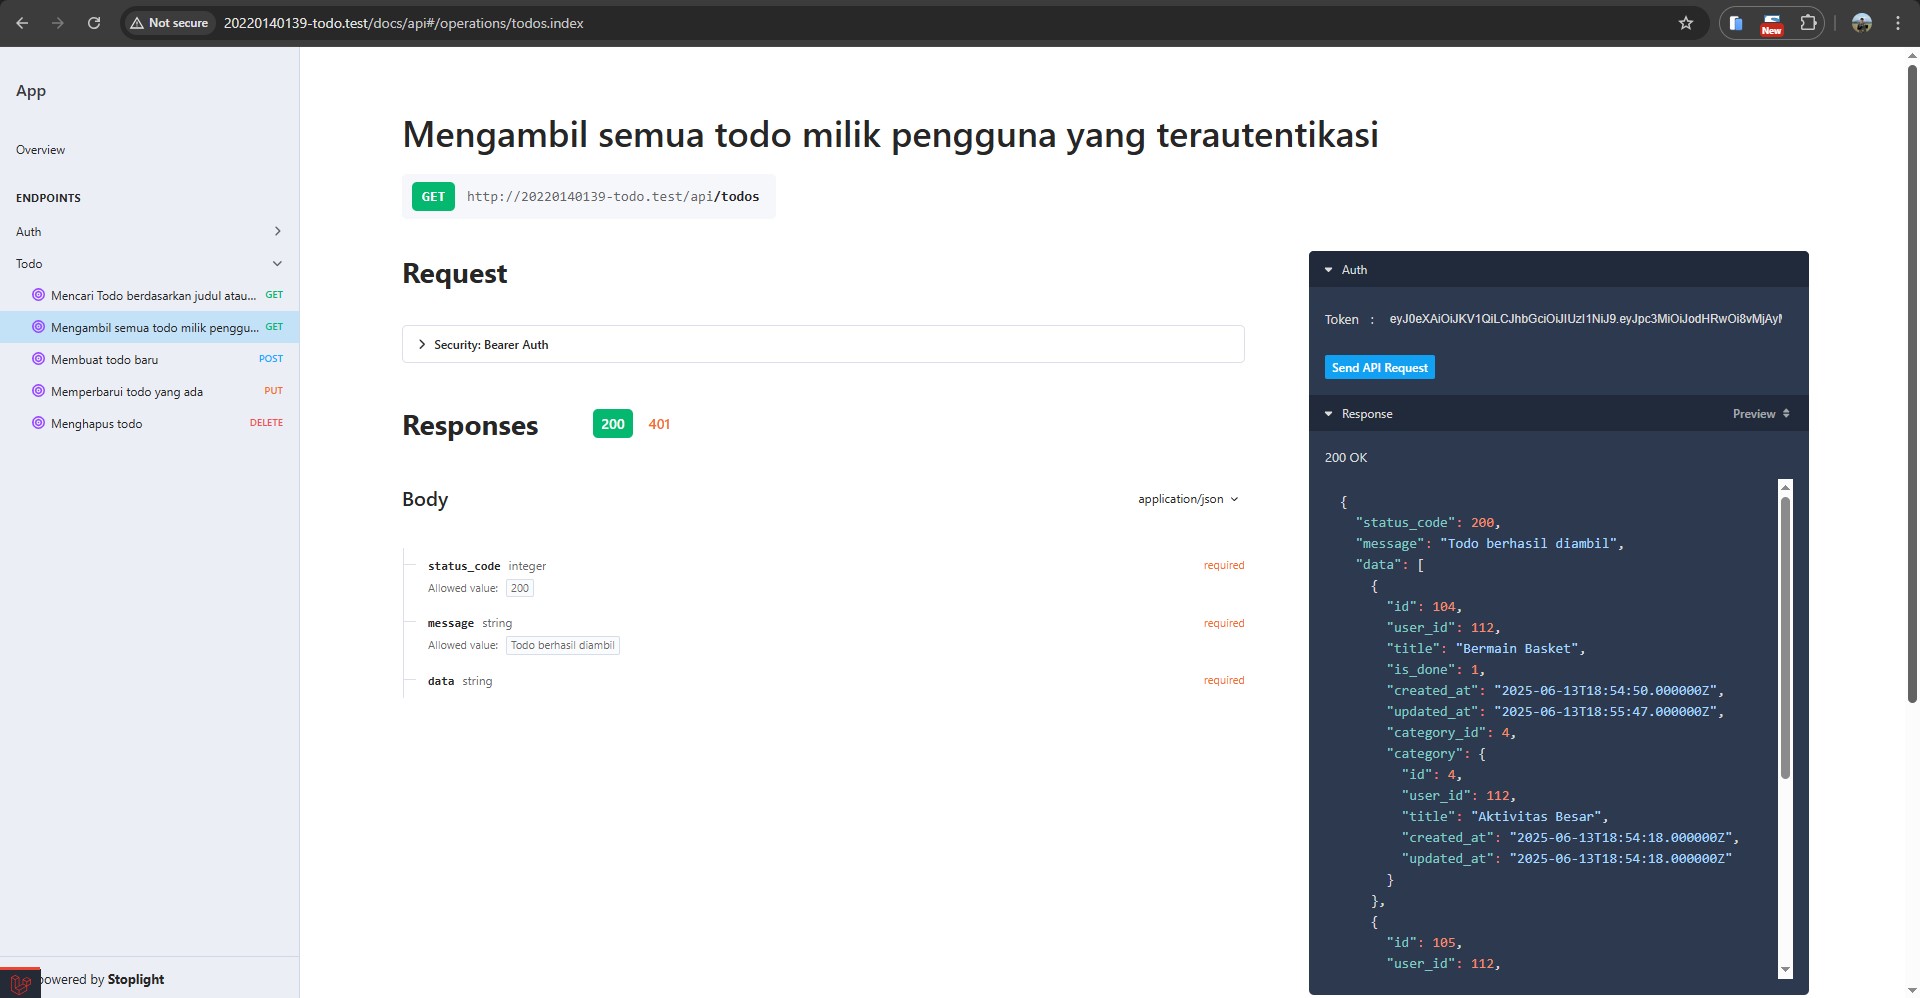 Not secure
20220140139-todo.test/docs/api#/operations/todos.index
New
App
Overview
ENDPOINTS
Auth
Todo
Mencari Todo berdasarkan judul atau... GET
Mengambil semua todo milik penggu... GET
Membuat todo baru POST
Memperbarui todo yang ada PUT
Menghapus todo DELETE
powered by Stoplight
Mengambil semua todo milik pengguna yang terautentikasi
GET http://20220140139-todo.test/api/todos
Request
Security: Bearer Auth
Responses 200 401
Body application/json
status_code integer required
Allowed value: 200
message string required
Allowed value: Todo berhasil diambil
data string required
Auth
Token : eyJ0eXAiOiJKV1QiLCJhbGciOiJIUzI1NiJ9.eyJpc3MiOiJodHRwOi8vMjAyM
Send API Request
Response Preview
200 OK
{
"status_code": 200,
"message": "Todo berhasil diambil",
"data": [
{
"id": 104,
"user_id": 112,
"title": "Bermain Basket",
"is_done": 1,
"created_at": "2025-06-13T18:54:50.000000Z",
"updated_at": "2025-06-13T18:55:47.000000Z",
"category_id": 4,
"category": {
"id": 4,
"user_id": 112,
"title": "Aktivitas Besar",
"created_at": "2025-06-13T18:54:18.000000Z",
"updated_at": "2025-06-13T18:54:18.000000Z"
}
},
{
"id": 105,
"user_id": 112,